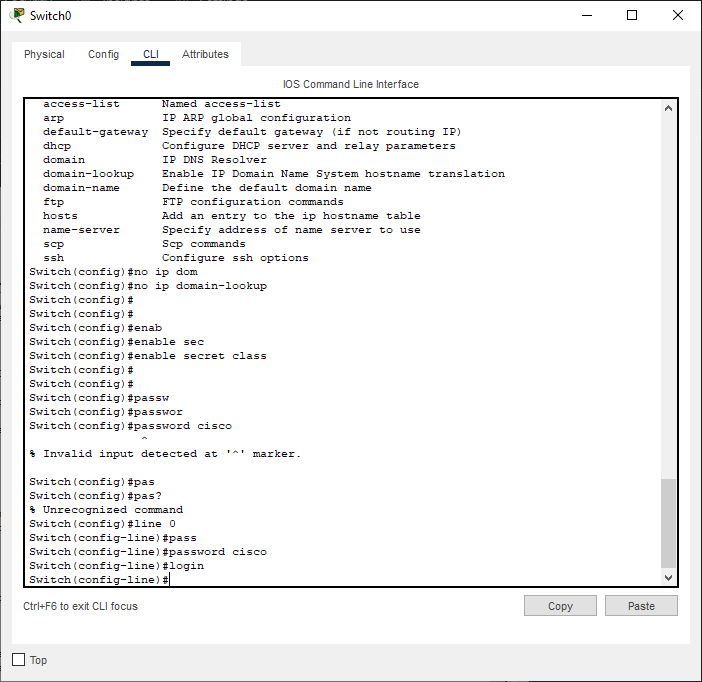 Switch0
Physical Config CLI Attributes
IOS Command Line Interface
access-list Named access-list
arp IP ARP global configuration
default-gateway Specify default gateway (if not routing IP)
dhcp Configure DHCP server and relay parameters
domain IP DNS Resolver
domain-lookup Enable IP Domain Name System hostname translation
domain-name Define the default domain name
ftp FTP configuration commands
hosts Add an entry to the ip hostname table
name-server Specify address of name server to use
scp Scp commands
ssh Configure ssh options
Switch(config)#no ip dom
Switch(config)#no ip domain-lookup
Switch(config)#
Switch(config)#
Switch(config)#enab
Switch(config)#enable sec
Switch(config)#enable secret class
Switch(config)#
Switch(config)#
Switch(config)#passw
Switch(config)#passwor
Switch(config)#password cisco
^
% Invalid input detected at '^' marker.
Switch(config)#pas
Switch(config)#pas?
% Unrecognized command
Switch(config)#line 0
Switch(config-line)#pass
Switch(config-line)#password cisco
Switch(config-line)#login
Switch(config-line)#
Ctrl+F6 to exit CLI focus
Copy Paste
Top